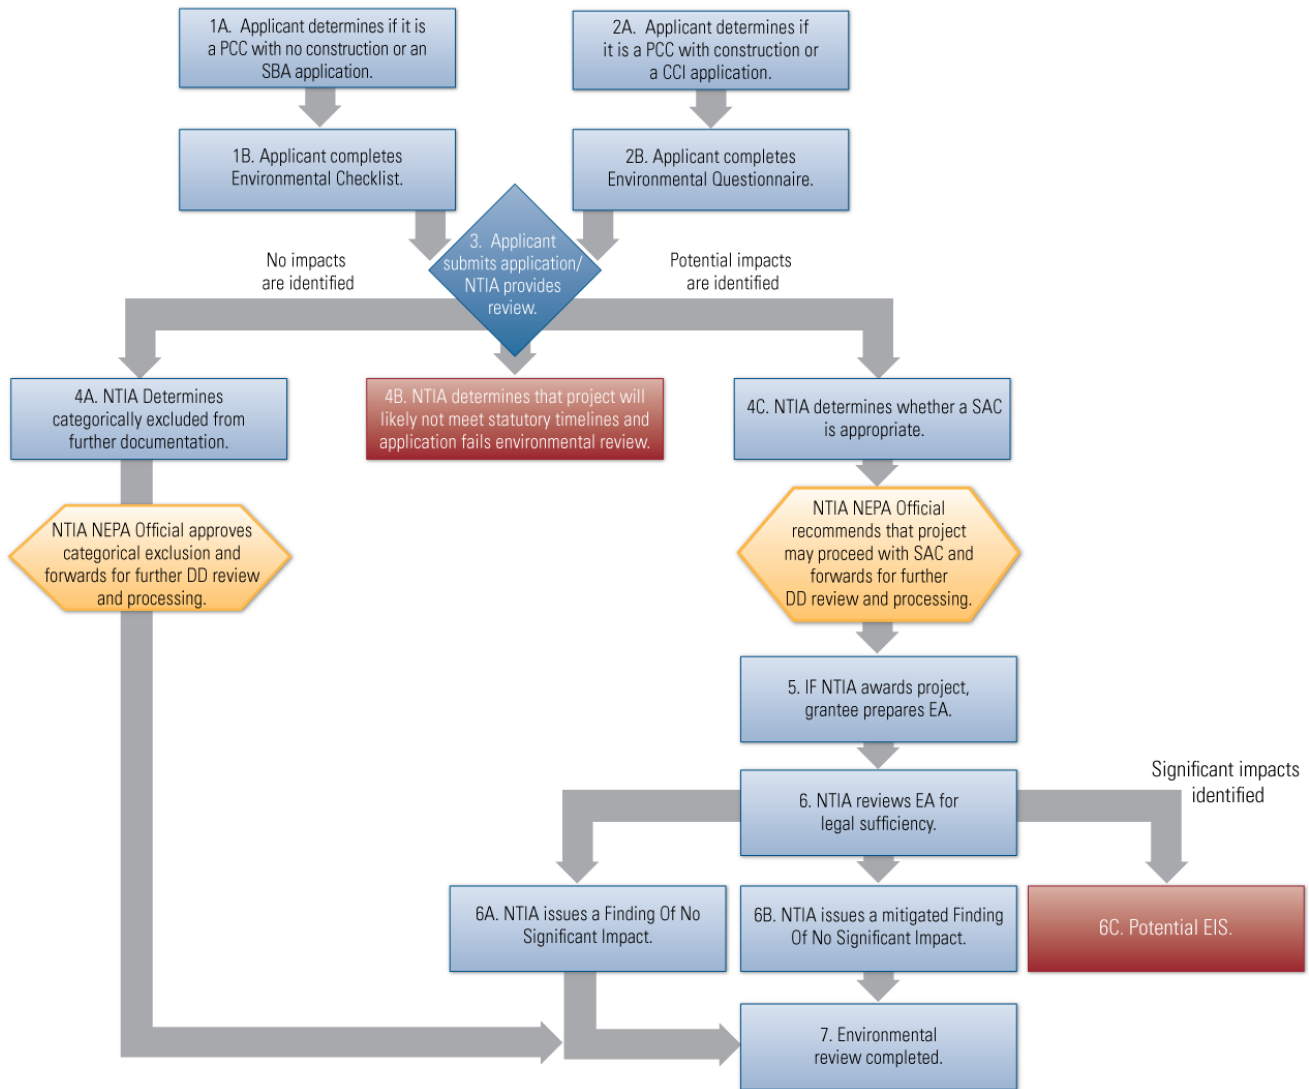 1A. Applicant determines if it is
a PCC with no construction or an
SBA application.
2A. Applicant determines if
it is a PCC with construction or
a CCI application.
1B. Applicant completes
Environmental Checklist.
2B. Applicant completes
Environmental Questionnaire.
3. Applicant
submits application/
NTIA provides
review.
No impacts
are identified
Potential impacts
are identified
4A. NTIA Determines
categorically excluded from
further documentation.
4B. NTIA determines that project will
likely not meet statutory timelines and
application fails environmental review.
4C. NTIA determines whether a SAC
is appropriate.
NTIA NEPA Official approves
categorical exclusion and
forwards for further DD review
and processing.
NTIA NEPA Official
recommends that project
may proceed with SAC and
forwards for further
DD review and processing.
5. IF NTIA awards project,
grantee prepares EA.
6. NTIA reviews EA for
legal sufficiency.
Significant impacts
identified
6A. NTIA issues a Finding Of No
Significant Impact.
6B. NTIA issues a mitigated Finding
Of No Significant Impact.
6C. Potential EIS.
7. Environmental
review completed.